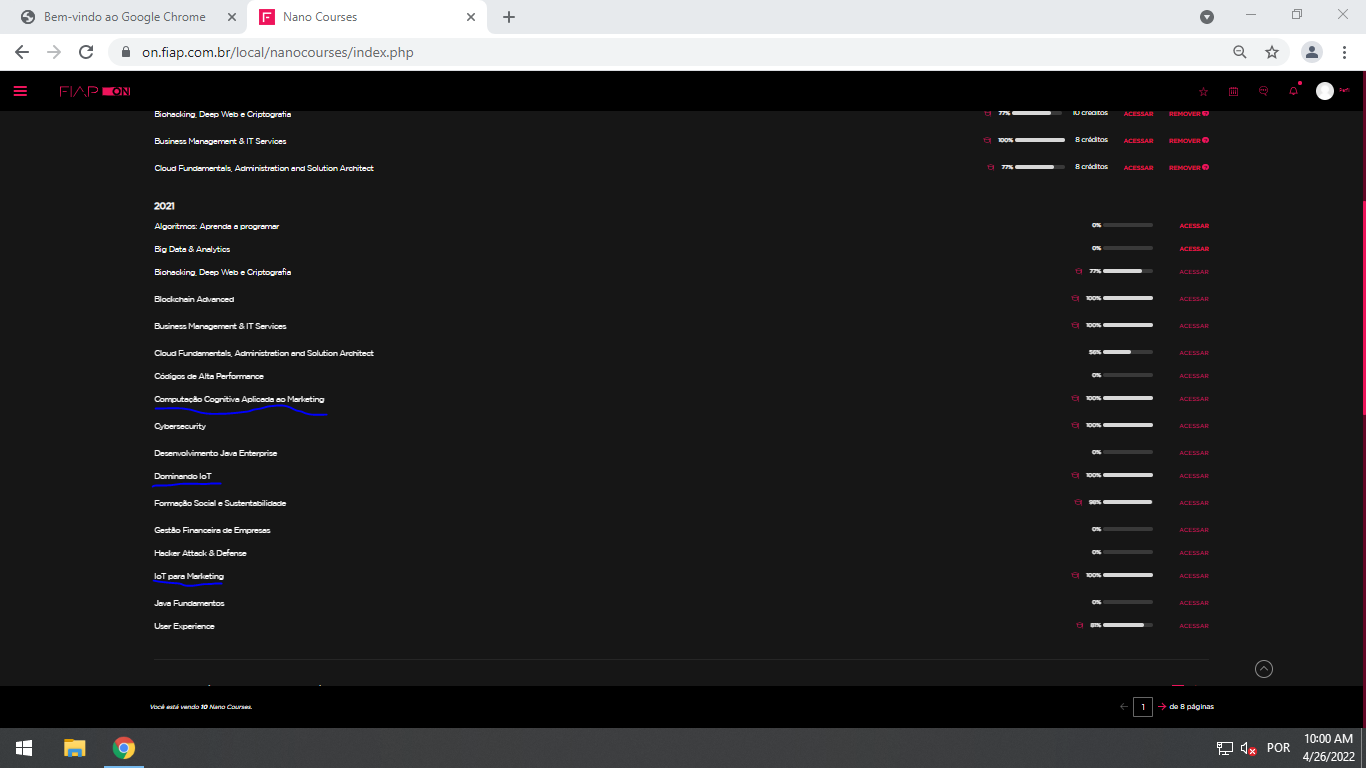 Bem-vindo ao Google Chrome
Nano Courses
on.fiap.com.br/local/nanocourses/index.php
FIAP ON
Biohacking, Deep Web e Criptografia 77% 10 créditos ACESSAR REMOVER
Business Management & IT Services 100% 8 créditos ACESSAR REMOVER
Cloud Fundamentals, Administration and Solution Architect 77% 8 créditos ACESSAR REMOVER
2021
Algoritmos: Aprenda a programar 0% ACESSAR
Big Data & Analytics 0% ACESSAR
Biohacking, Deep Web e Criptografia 77% ACESSAR
Blockchain Advanced 100% ACESSAR
Business Management & IT Services 100% ACESSAR
Cloud Fundamentals, Administration and Solution Architect 56% ACESSAR
Códigos de Alta Performance 0% ACESSAR
Computação Cognitiva Aplicada ao Marketing 100% ACESSAR
Cybersecurity 100% ACESSAR
Desenvolvimento Java Enterprise 0% ACESSAR
Dominando IoT 100% ACESSAR
Formação Social e Sustentabilidade 98% ACESSAR
Gestão Financeira de Empresas 0% ACESSAR
Hacker Attack & Defense 0% ACESSAR
IoT para Marketing 100% ACESSAR
Java Fundamentos 0% ACESSAR
User Experience 81% ACESSAR
Você está vendo 10 Nano Courses.
1 de 8 páginas
POR
10:00 AM
4/26/2022